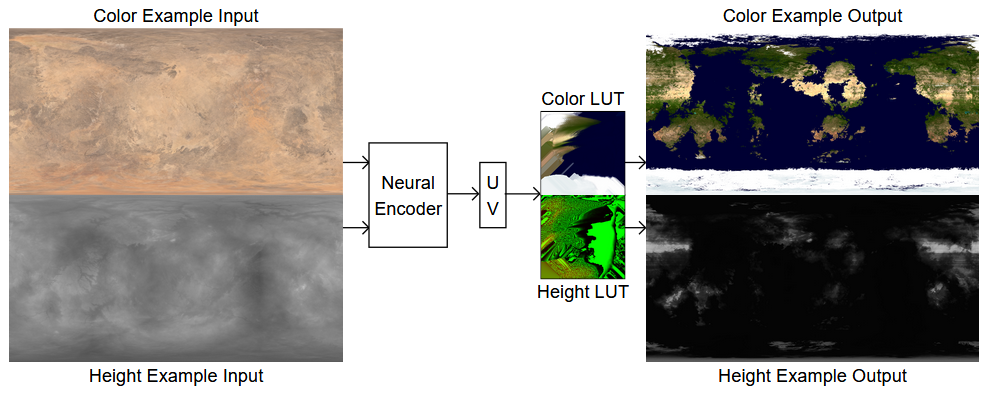 Color Example Input
Color Example Output
Color LUT
Neural
Encoder
U
V
Height LUT
Height Example Input
Height Example Output